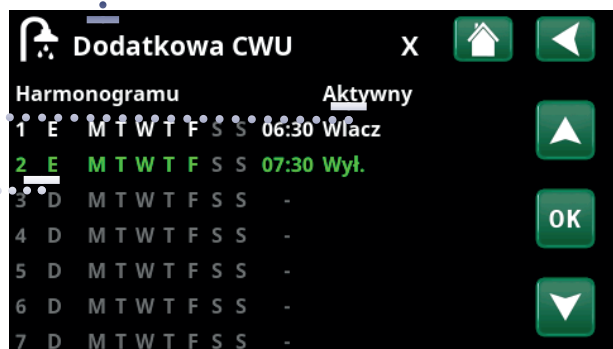 Dodatkowa CWU X
Harmonogramu Aktywny
1 E M T W T F S S 06:30 Wlacz
2 E M T W T F S S 07:30 Wył.
3 D M T W T F S S -
4 D M T W T F S S -
OK
5 D M T W T F S S -
6 D M T W T F S S -
7 D M T W T F S S -